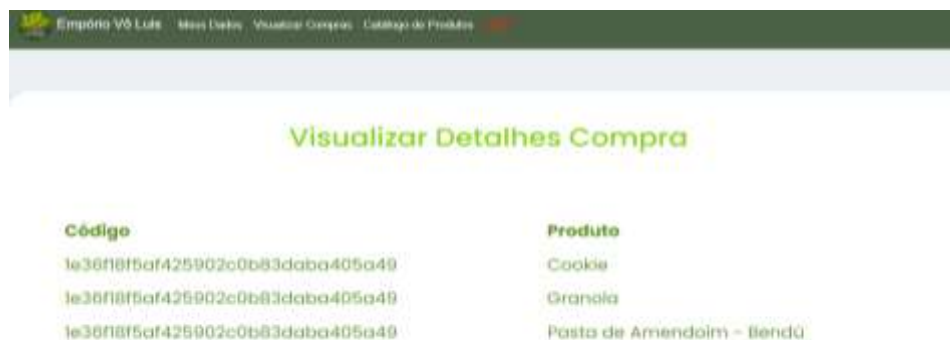 Empório Vô Luis Meus Dados Visualizar Compras Catálogo de Produtos
Visualizar Detalhes Compra
Código Produto
1e36f18f5af425902c0b83daba405a49 Cookie
1e36f18f5af425902c0b83daba405a49 Granola
1e36f18f5af425902c0b83daba405a49 Pasta de Amendoim - Bendú